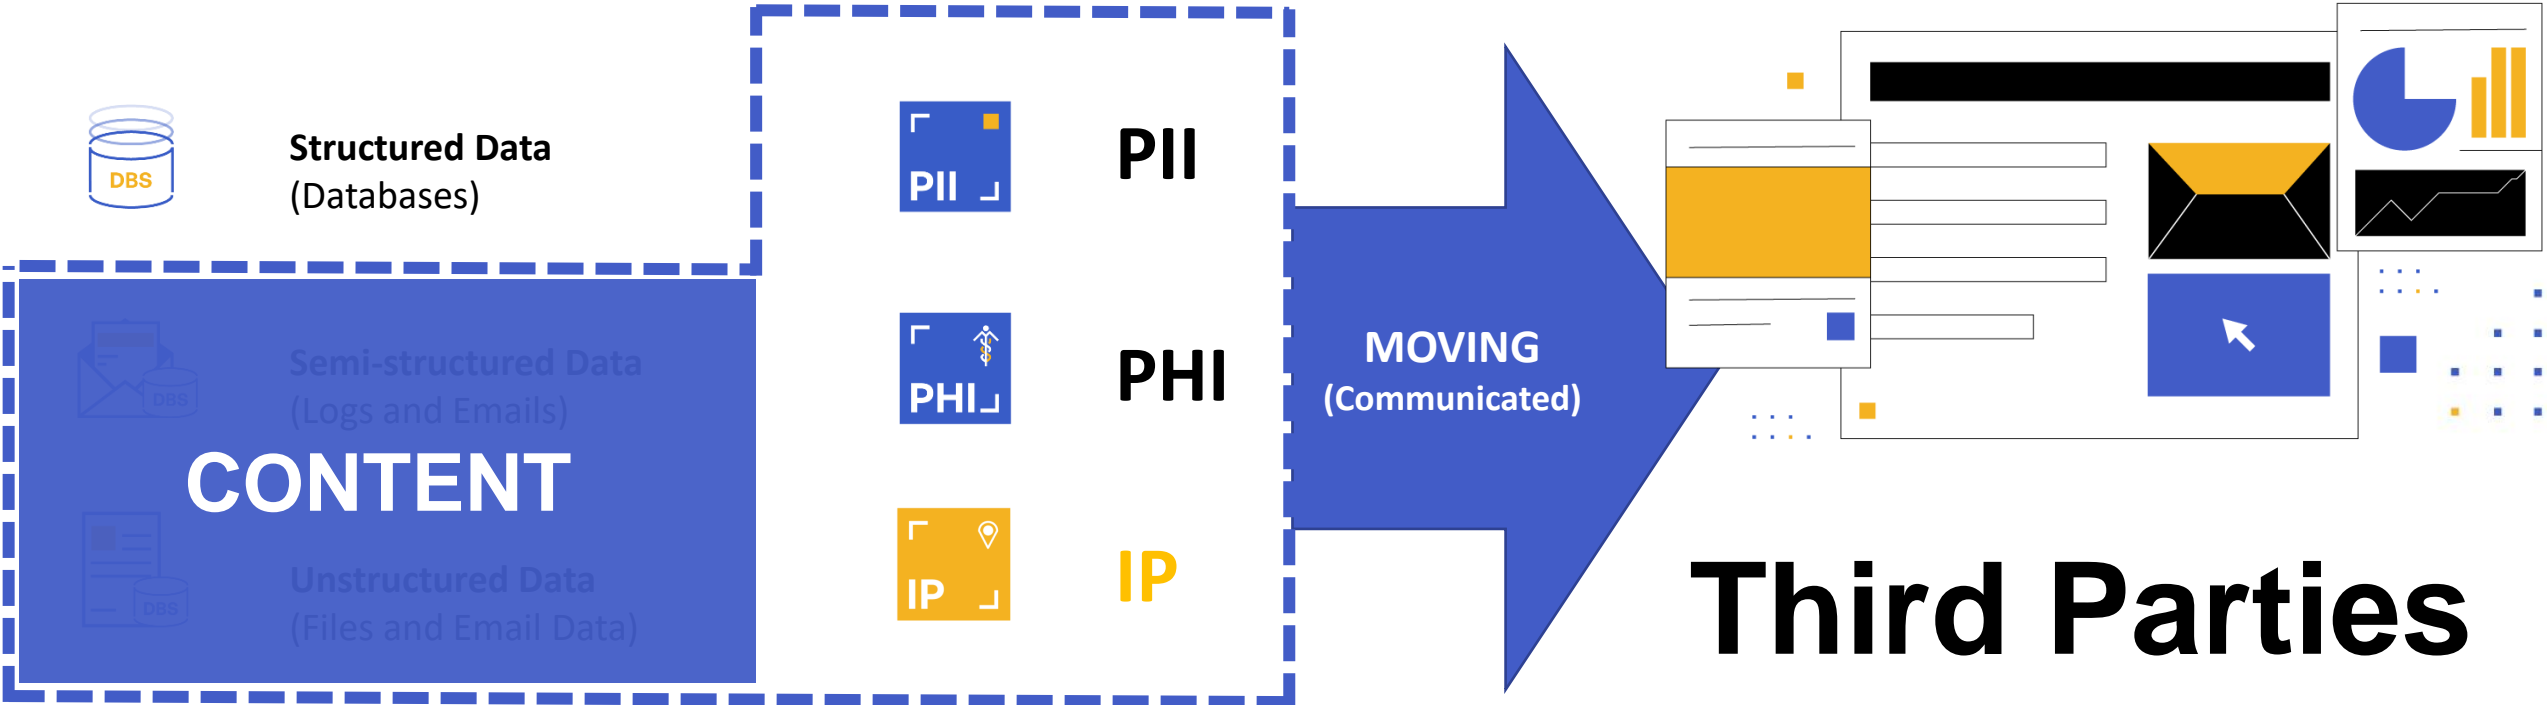 DBS
Structured Data
(Databases)
DBS
Semi-structured Data
(Logs and Emails)
CONTENT
DBS
Unstructured Data
(Files and Email Data)
PII
PII
PHI
PHI
IP
IP
MOVING
(Communicated)
Third Parties